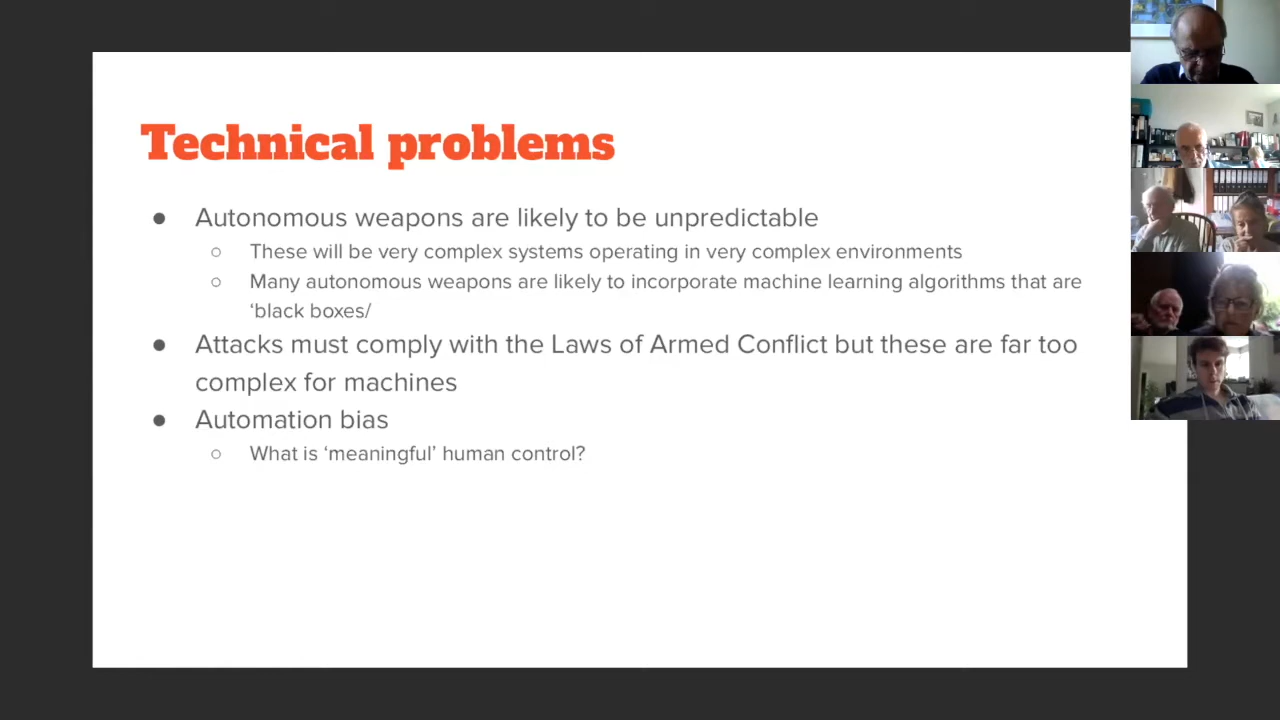 Technical problems
● Autonomous weapons are likely to be unpredictable
○ These will be very complex systems operating in very complex environments
○ Many autonomous weapons are likely to incorporate machine learning algorithms that are
‘black boxes/
● Attacks must comply with the Laws of Armed Conflict but these are far too
complex for machines
● Automation bias
○ What is ‘meaningful’ human control?